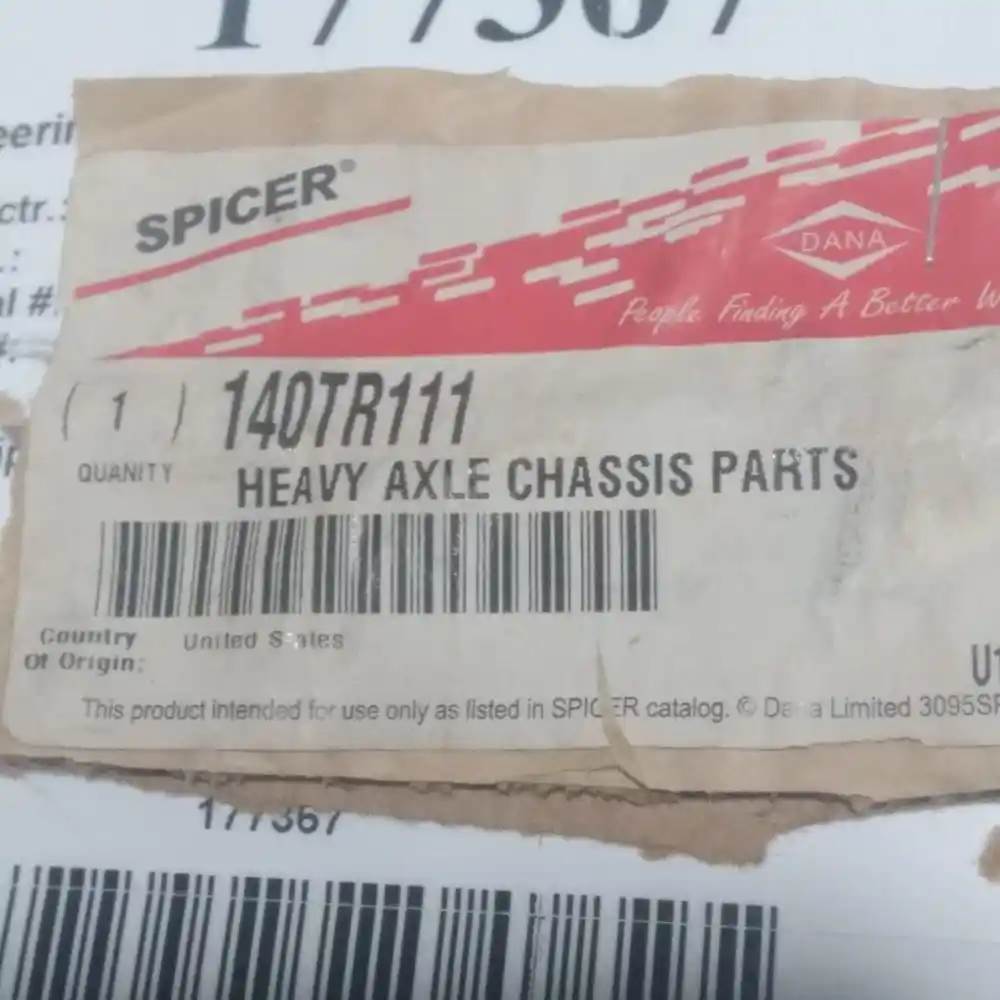 177367
SPICER®
DANA
People Finding A Better
( 1 ) 140TR111
QUANITY
HEAVY AXLE CHASSIS PARTS
Country
Of Origin:
United States
This product intended for use only as listed in SPICER catalog. © Dana Limited 3095SP
177367